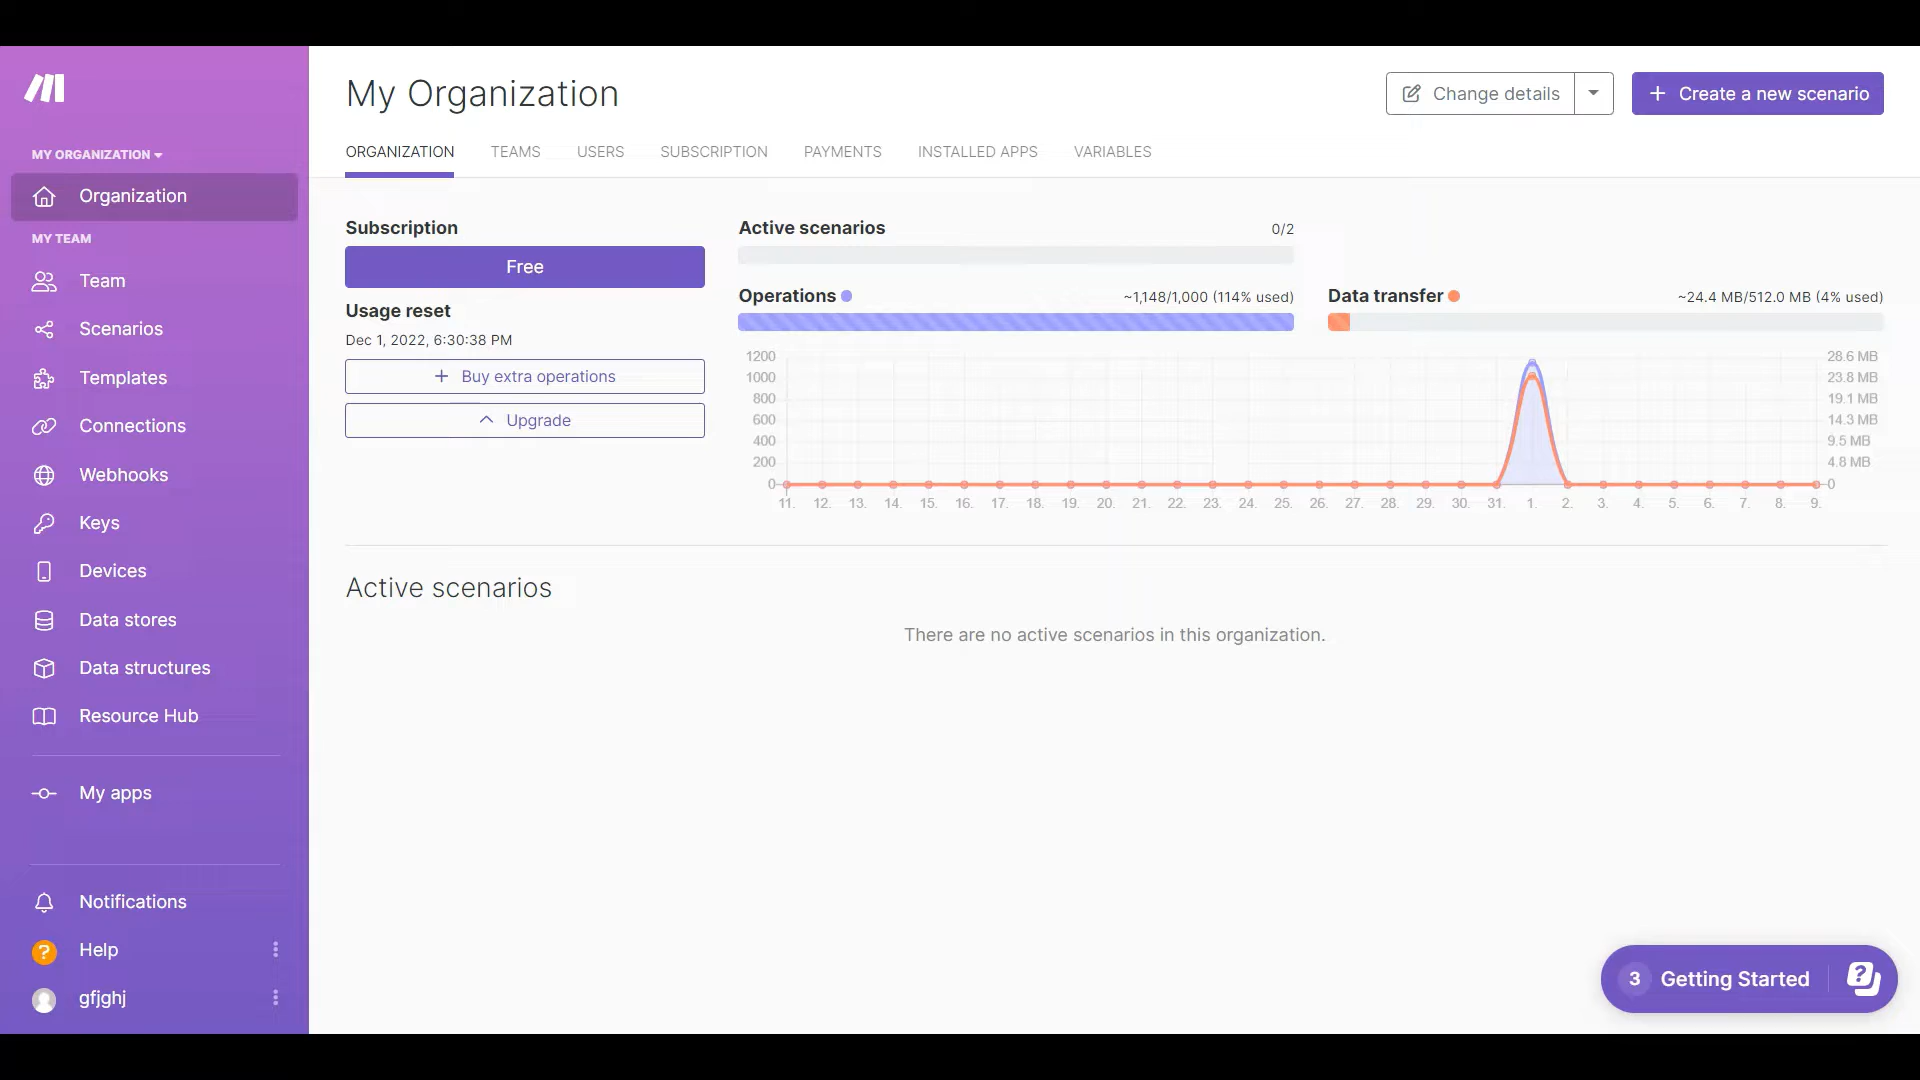 My Organization
Change details
+ Create a new scenario
MY ORGANIZATION
Organization
MY TEAM
Team
Scenarios
Templates
Connections
Webhooks
Keys
Devices
Data stores
Data structures
Resource Hub
My apps
Notifications
? Help
gfjghj
ORGANIZATION TEAMS USERS SUBSCRIPTION PAYMENTS INSTALLED APPS VARIABLES
Subscription
Free
Usage reset
Dec 1, 2022, 6:30:38 PM
+ Buy extra operations
Upgrade
Active scenarios 0/2
Operations ~1,148/1,000 (114% used)
Data transfer ~24.4 MB/512.0 MB (4% used)
1200 28.6 MB
1000 23.8 MB
800 19.1 MB
600 14.3 MB
400 9.5 MB
200 4.8 MB
0 0
11. 12. 13. 14. 15. 16. 17. 18. 19. 20. 21. 22. 23. 24. 25. 26. 27. 28. 29. 30. 31. 1. 2. 3. 4. 5. 6. 7. 8. 9.
Active scenarios
There are no active scenarios in this organization.
3 Getting Started ?